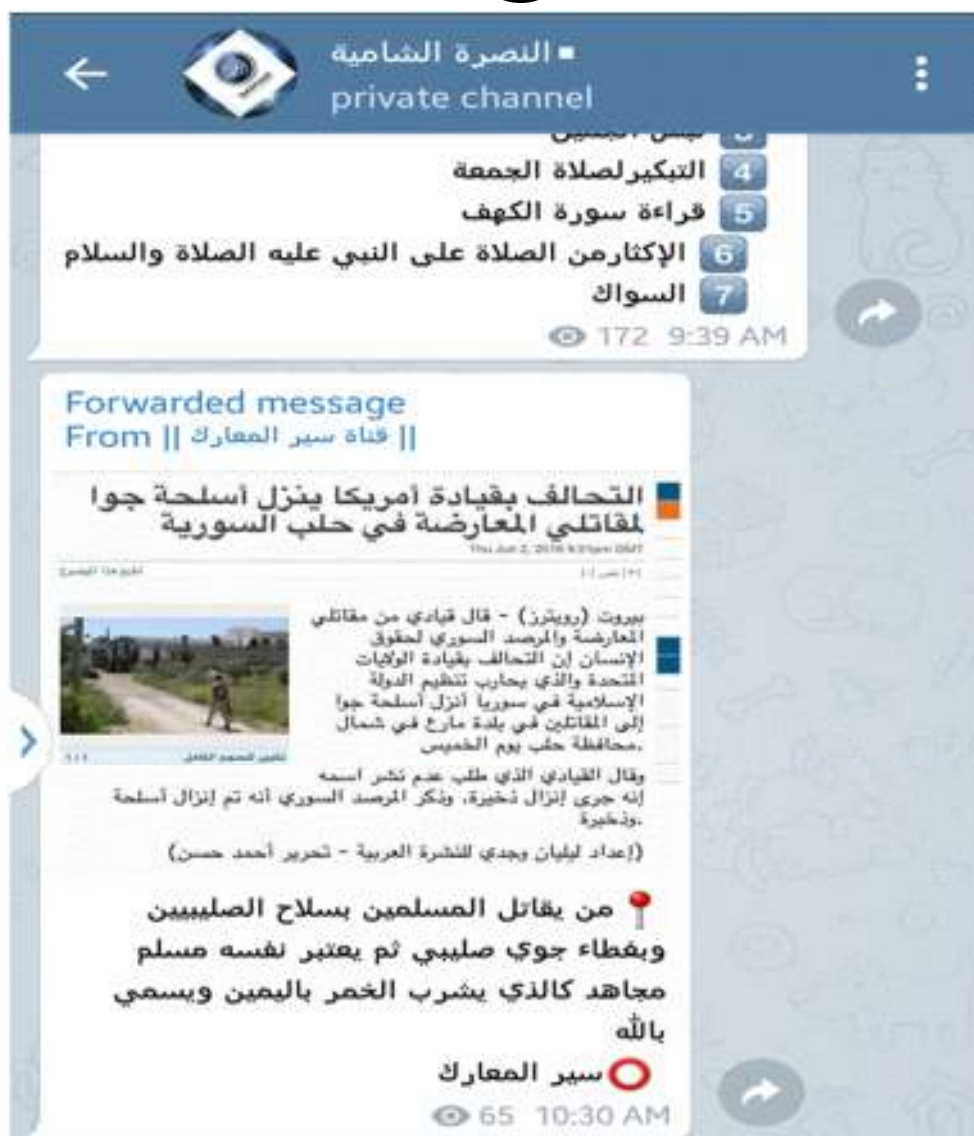 ■ النصرة الشامية
private channel
4 التبكيرلصلاة الجمعة
5 قراءة سورة الكهف
6 الإكثارمن الصلاة على النبي عليه الصلاة والسلام
7 السواك
172 9:39 AM
Forwarded message
From || قناة سير المعارك ||
التحالف بقيادة أمريكا ينزل أسلحة جوا
لمقاتلي المعارضة في حلب السورية
Thu Jun 2, 2016 GMT
بيروت (رويترز) - قال قيادي من مقاتلي
المعارضة والمرصد السوري لحقوق
الإنسان إن التحالف بقيادة الولايات
المتحدة والذي يحارب تنظيم الدولة
الإسلامية في سوريا أنزل أسلحة جوا
إلى المقاتلين في بلدة مارع في شمال
محافظة حلب يوم الخميس.
وقال القيادي الذي طلب عدم نشر اسمه
إنه جرى إنزال ذخيرة. وذكر المرصد السوري أنه تم إنزال أسلحة
وذخيرة.
(إعداد ليليان وجدي للنشرة العربية - تحرير أحمد حسن)
📍 من يقاتل المسلمين بسلاح الصليبيين
وبغطاء جوي صليبي ثم يعتبر نفسه مسلم
مجاهد كالذي يشرب الخمر باليمين ويسمي
بالله
⭕ سير المعارك
65 10:30 AM